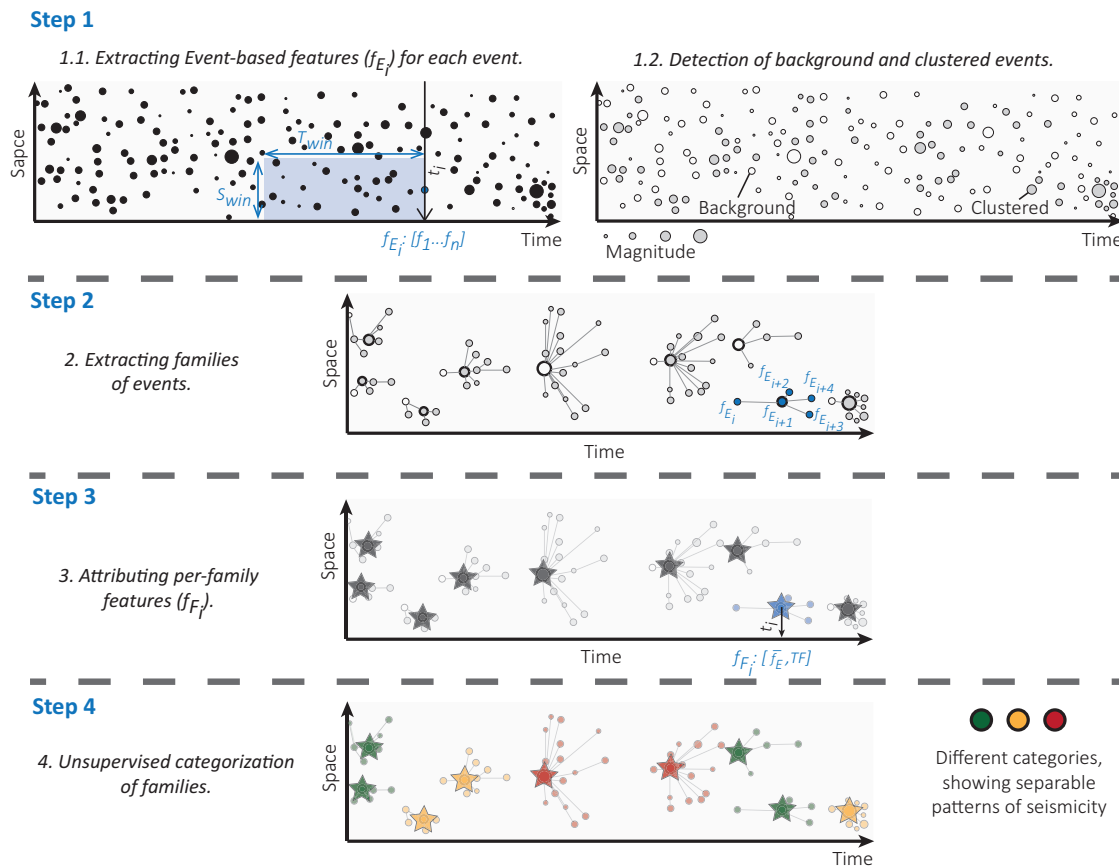 Step 1
1.1. Extracting Event-based features (fEi) for each event.
1.2. Detection of background and clustered events.
Sapce
Twin
Swin
ti
fEi: [f1...fn]
Time
Space
Background
Clustered
Time
Magnitude
Step 2
2. Extracting families
of events.
Space
fEi+2
fEi+4
fEi
fEi+1
fEi+3
Time
Step 3
3. Attributing per-family
features (fFi).
Space
ti
Time
fFi: [f̄E, TF]
Step 4
4. Unsupervised categorization
of families.
Space
Time
Different categories,
showing separable
patterns of seismicity